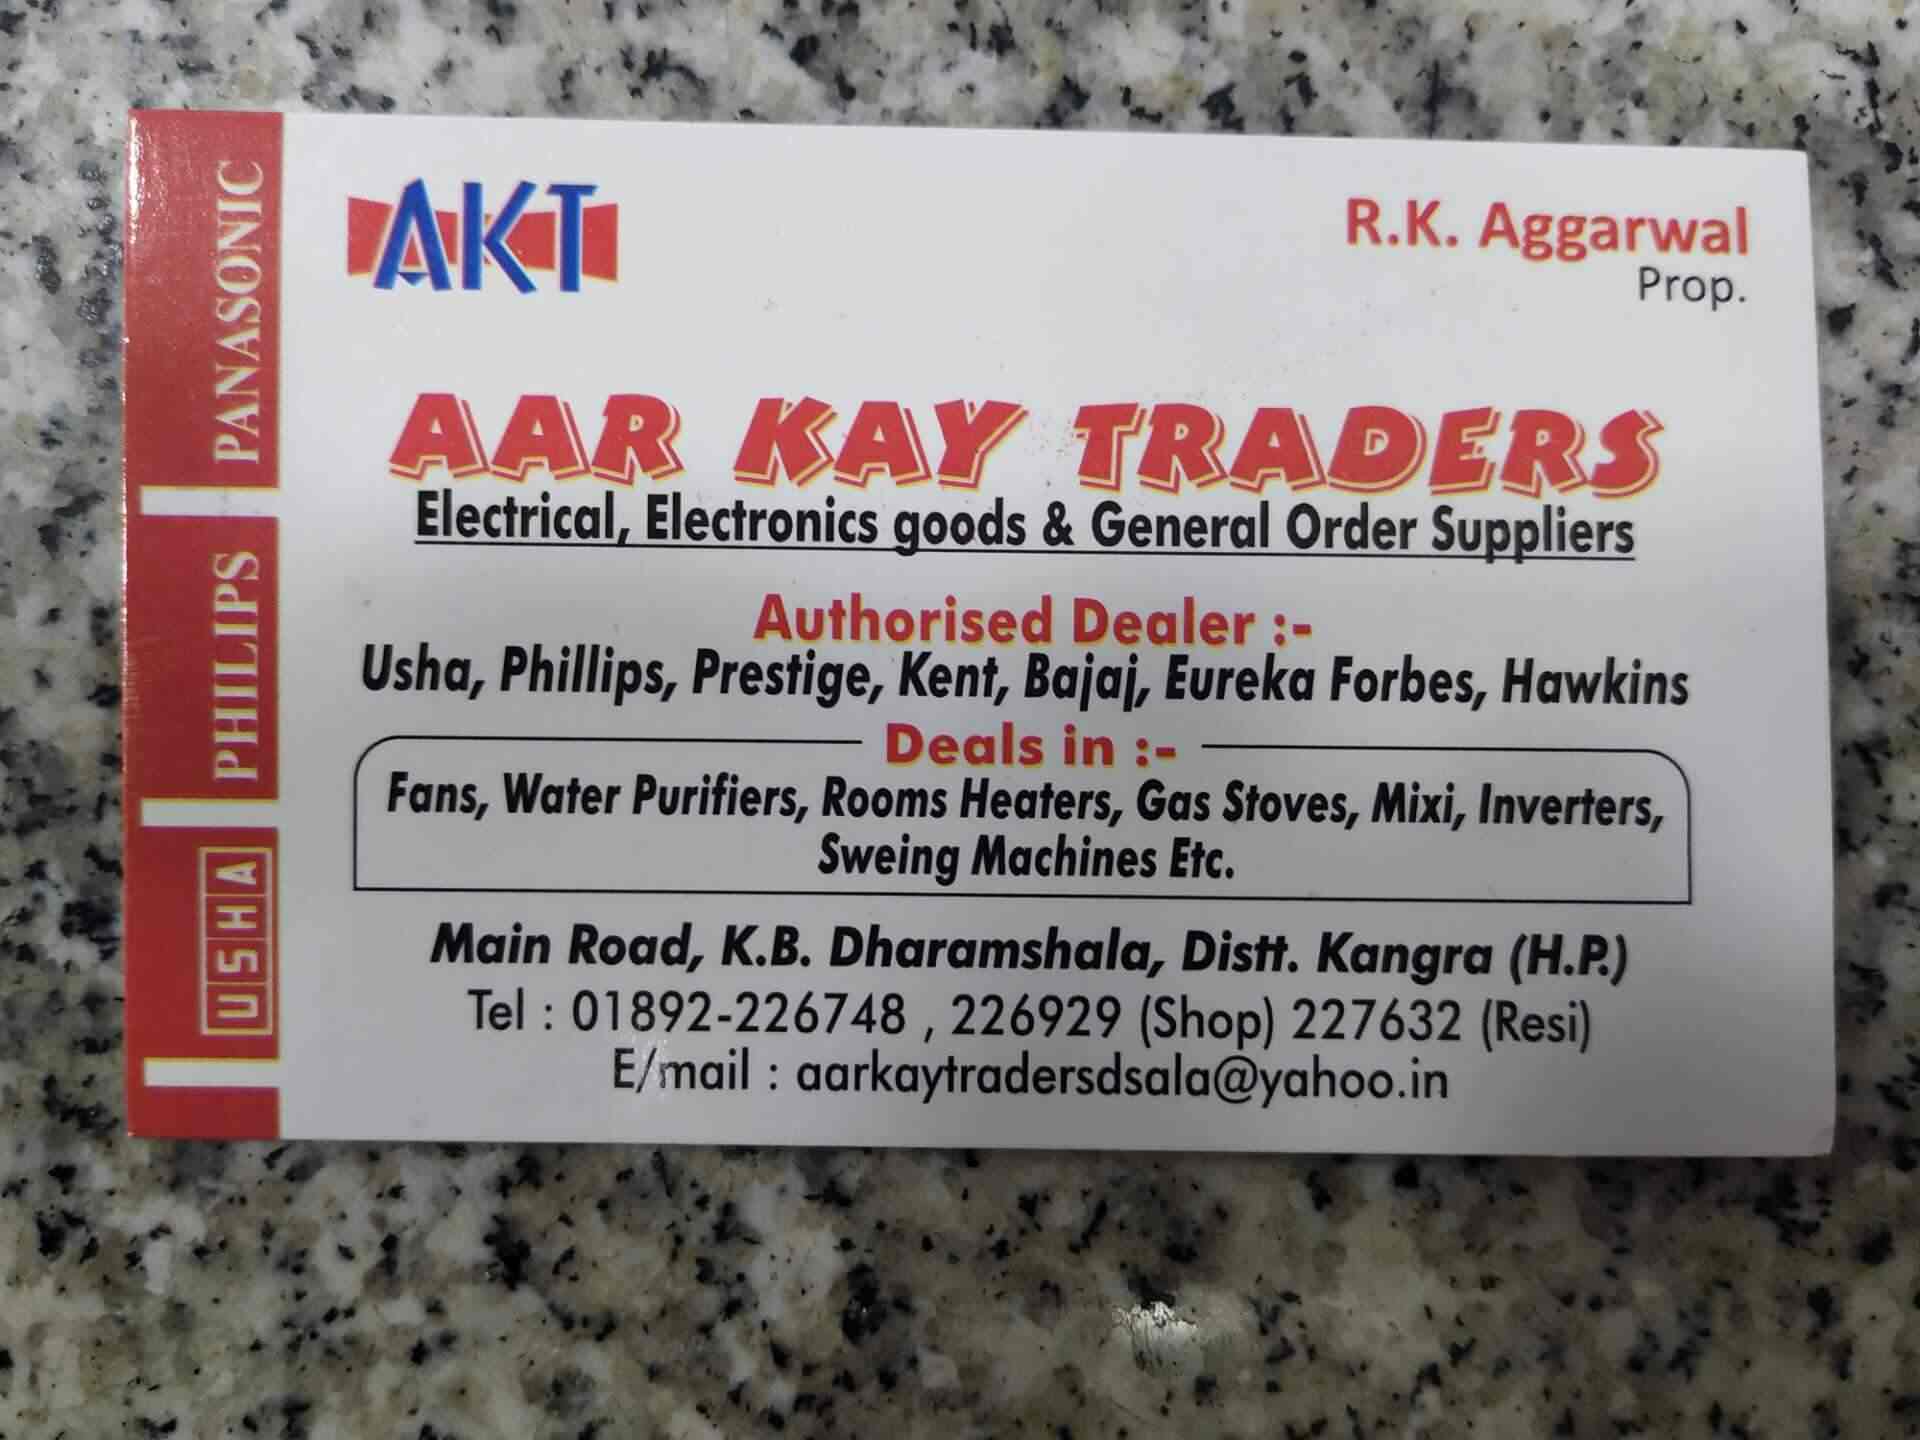 AKT
R.K. Aggarwal
Prop.
AAR KAY TRADERS
Electrical, Electronics goods & General Order Suppliers
Authorised Dealer :-
Usha, Phillips, Prestige, Kent, Bajaj, Eureka Forbes, Hawkins
Deals in :-
Fans, Water Purifiers, Rooms Heaters, Gas Stoves, Mixi, Inverters,
Sweing Machines Etc.
Main Road, K.B. Dharamshala, Distt. Kangra (H.P.)
Tel : 01892-226748 , 226929 (Shop) 227632 (Resi)
E/mail : aarkaytradersdsala@yahoo.in
PANASONIC
PHILIPS
USHA